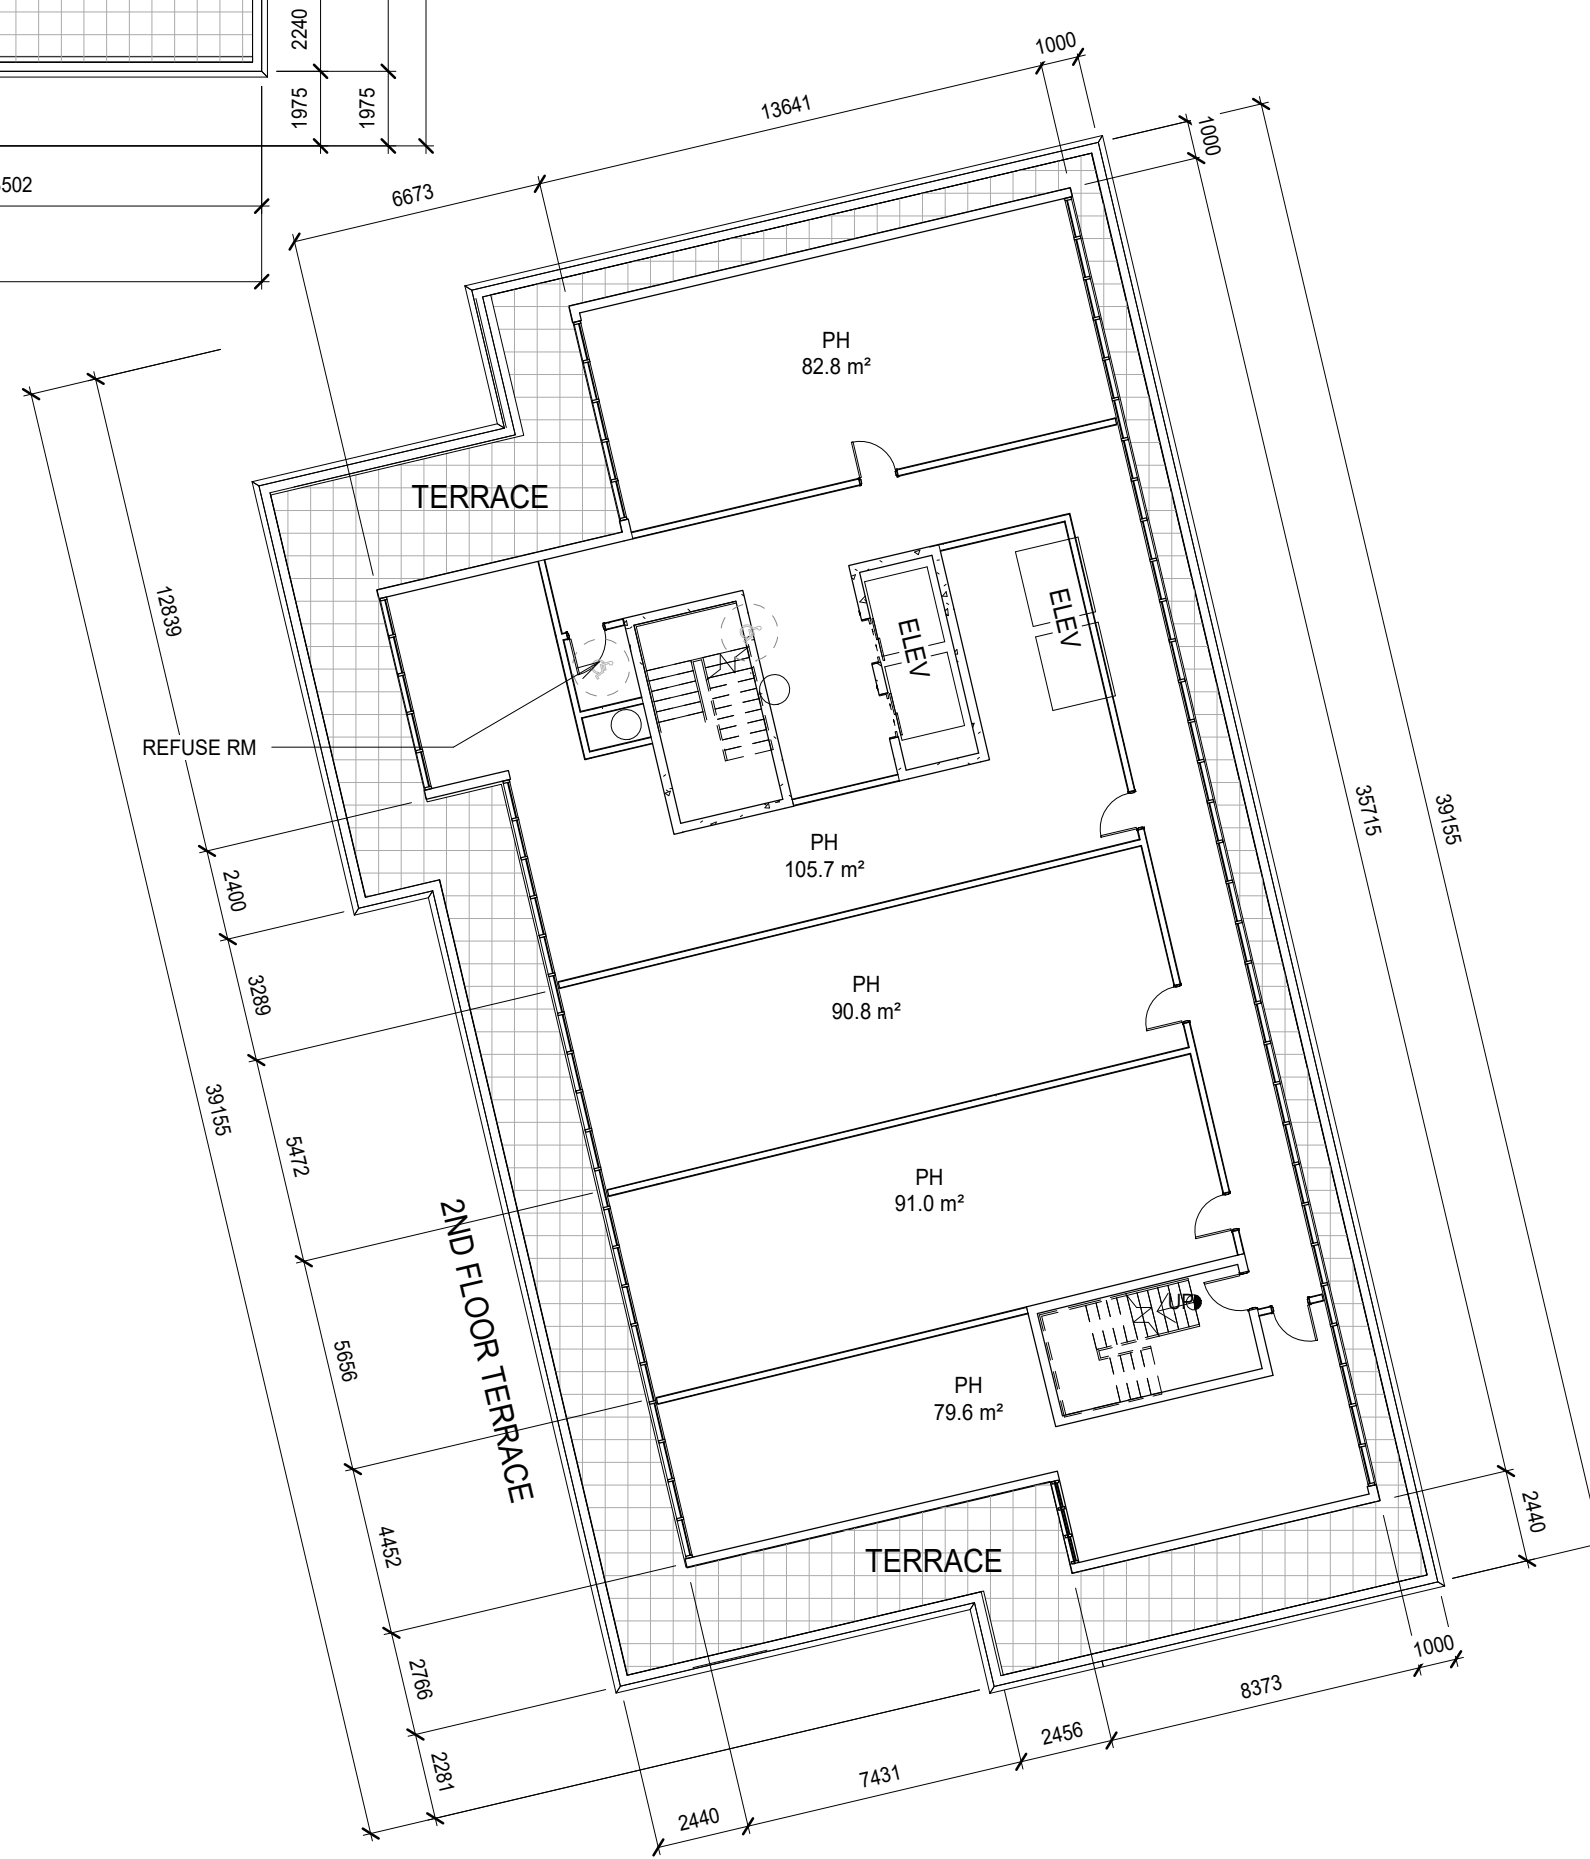 2240
1975
1975
502
1000
13641
1000
6673
PH
82.8 m²
TERRACE
12839
ELEV
ELEV
REFUSE RM
35715
39155
PH
105.7 m²
2400
3289
PH
90.8 m²
39155
5472
PH
91.0 m²
2ND FLOOR TERRACE
UP
5656
PH
79.6 m²
4452
TERRACE
2440
2766
1000
8373
2456
2281
7431
2440